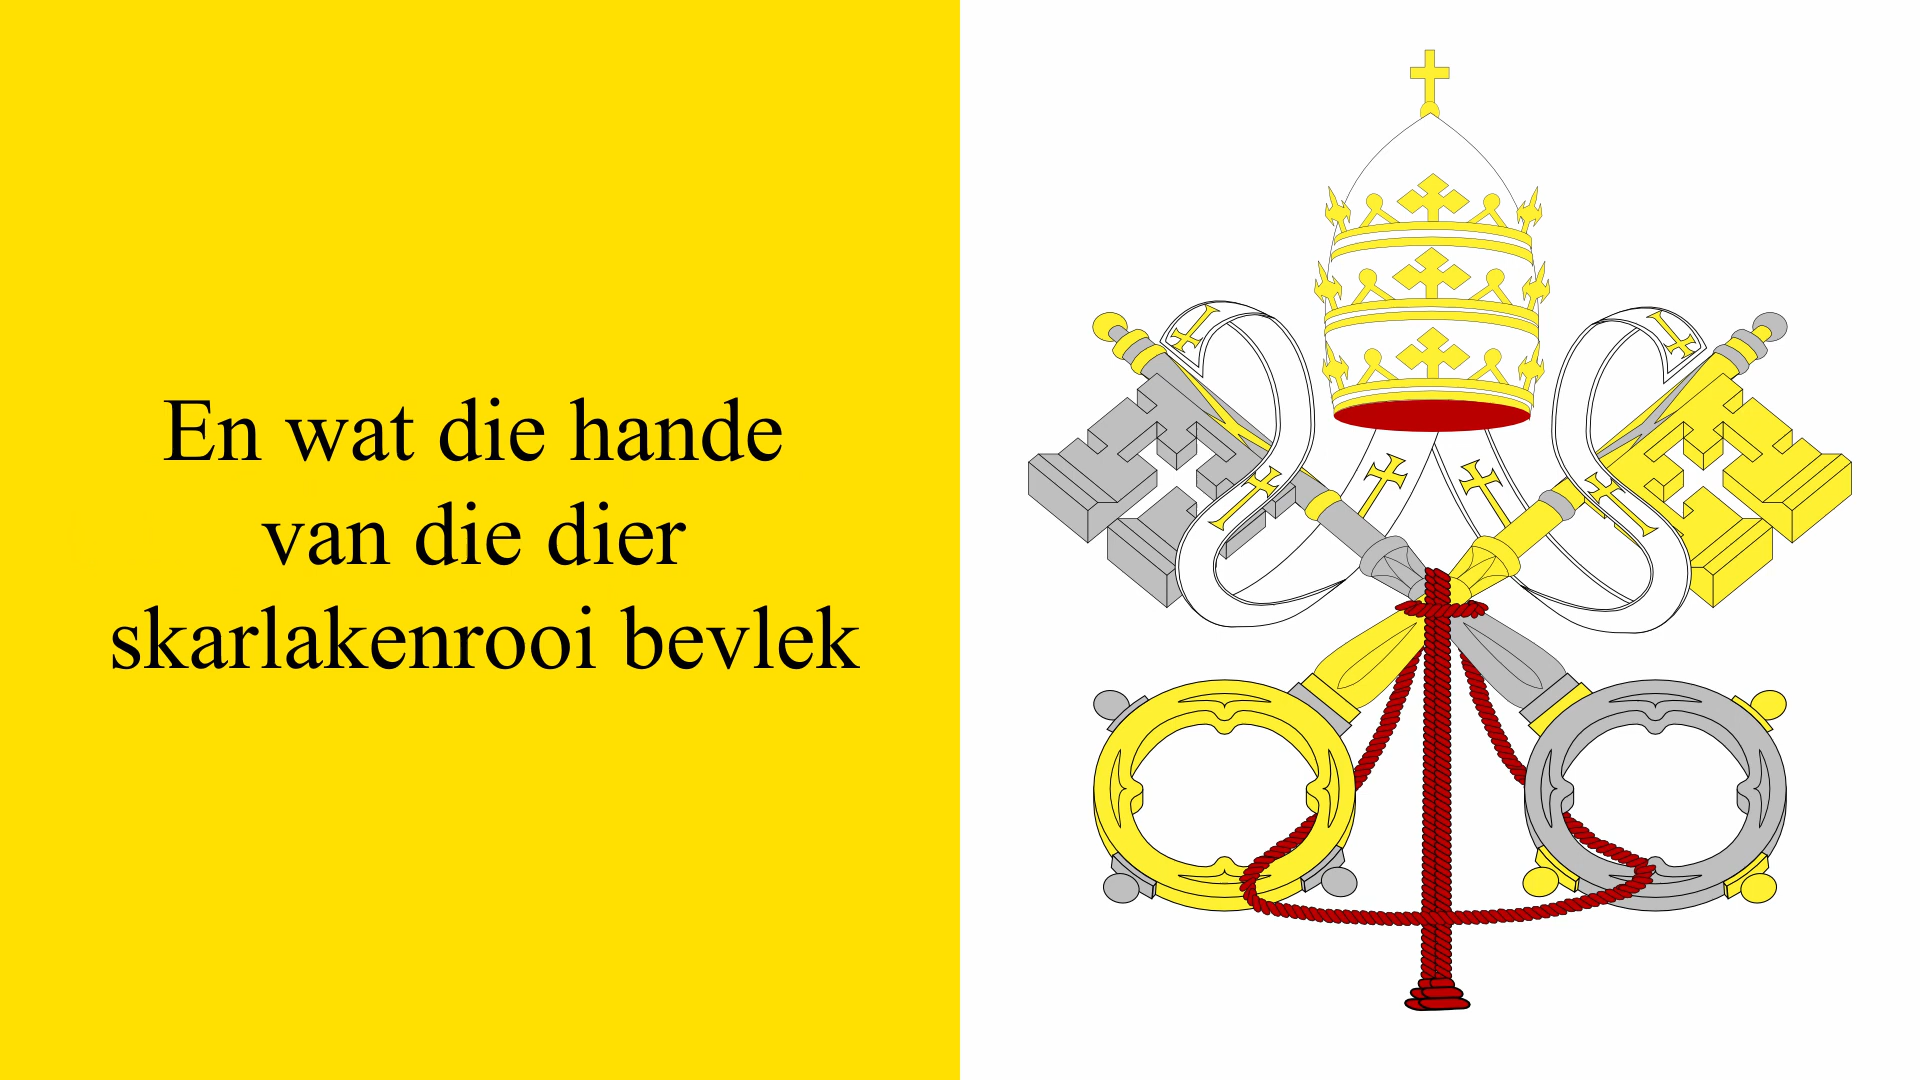 En wat die hande
van die dier
skarlakenrooi bevlek